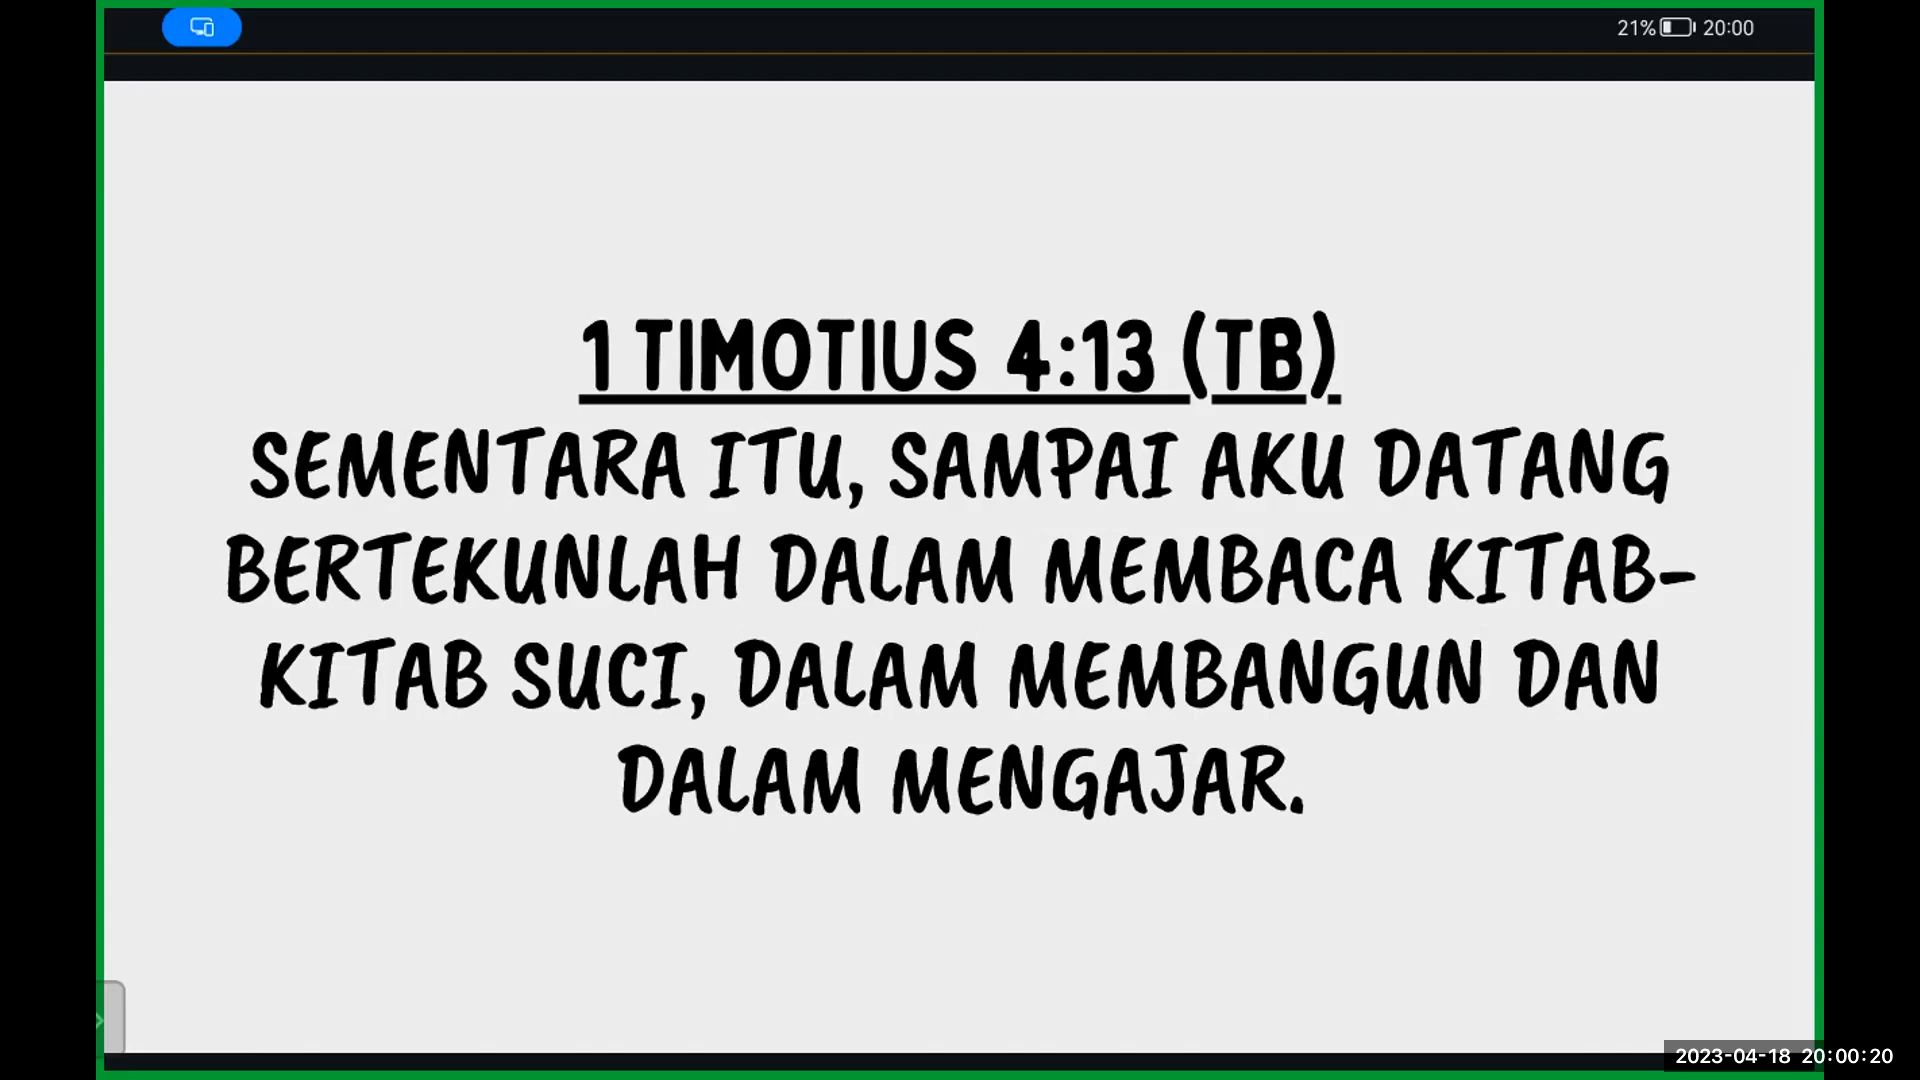 21% 20:00
1 TIMOTIUS 4:13 (TB)
SEMENTARA ITU, SAMPAI AKU DATANG
BERTEKUNLAH DALAM MEMBACA KITAB-
KITAB SUCI, DALAM MEMBANGUN DAN
DALAM MENGAJAR.
2023-04-18 20:00:20